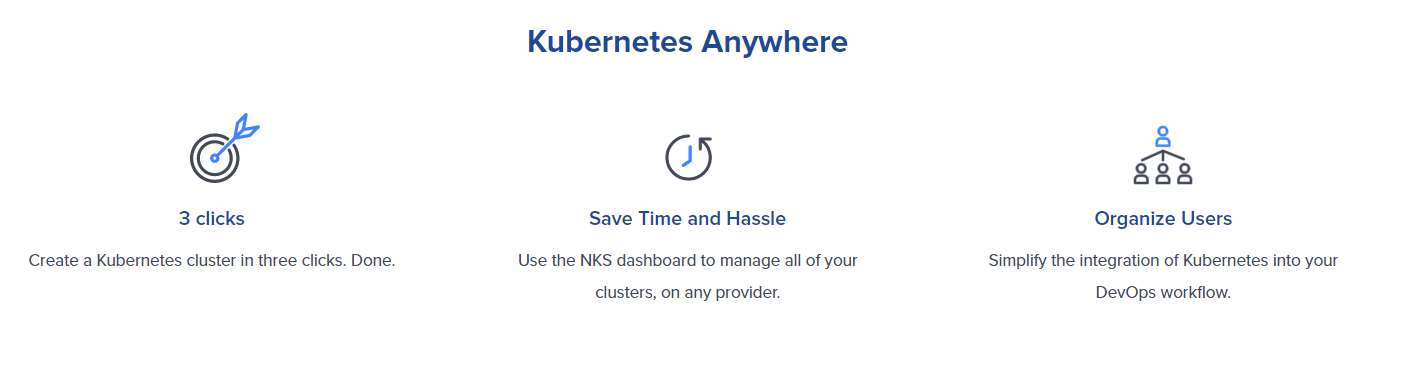 Kubernetes Anywhere
3 clicks
Create a Kubernetes cluster in three clicks. Done.
Save Time and Hassle
Use the NKS dashboard to manage all of your
clusters, on any provider.
Organize Users
Simplify the integration of Kubernetes into your
DevOps workflow.